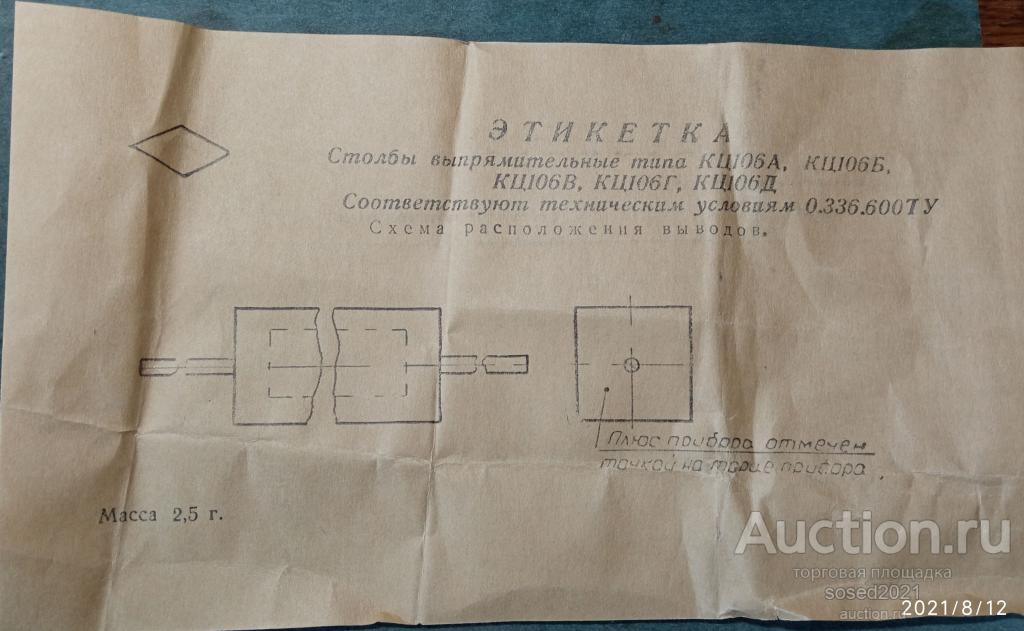 ЭТИКЕТКА
Столбы выпрямительные типа КЦ106А, КЦ106Б,
КЦ106В, КЦ106Г, КЦ106Д
Соответствуют техническим условиям 0.336.600ТУ
Схема расположения выводов.
Плюс прибора отмечен
точкой на торце прибора.
Масса 2,5 г.
Auction.ru
торговая площадка
sosed2021
auction.ru
2021/8/12